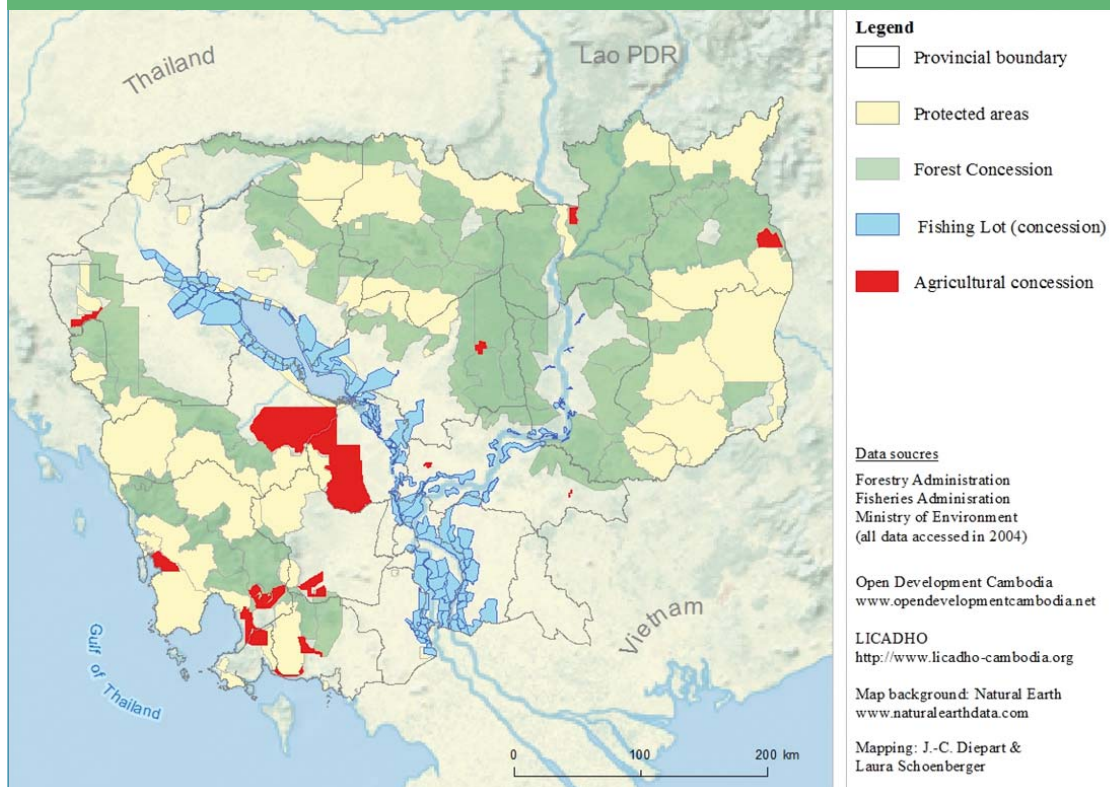 Thailand
Lao PDR
Gulf of Thailand
Vietnam
0 100 200 km
Legend
Provincial boundary
Protected areas
Forest Concession
Fishing Lot (concession)
Agricultural concession
Data soucres
Forestry Administration
Fisheries Adminisration
Ministry of Environment
(all data accessed in 2004)
Open Development Cambodia
www.opendevelopmentcambodia.net
LICADHO
http://www.licadho-cambodia.org
Map background: Natural Earth
www.naturalearthdata.com
Mapping: J.-C. Diepart &
Laura Schoenberger